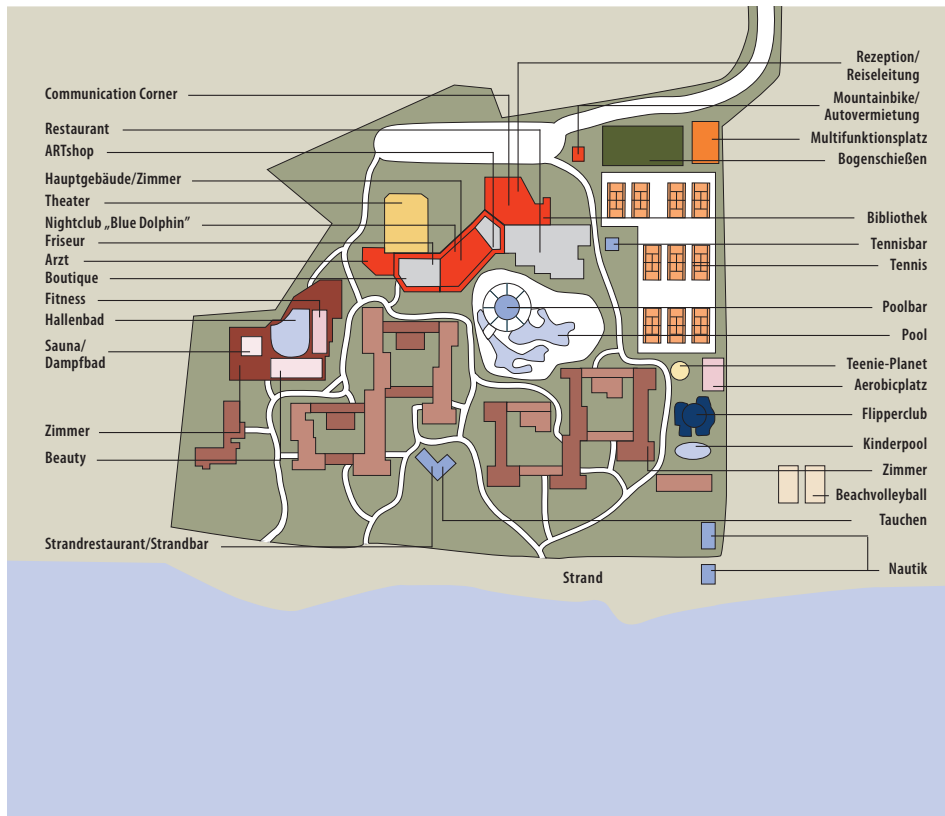 Communication Corner
Restaurant
ARTshop
Hauptgebäude/Zimmer
Theater
Nightclub „Blue Dolphin”
Friseur
Arzt
Boutique
Fitness
Hallenbad
Sauna/
Dampfbad
Zimmer
Beauty
Strandrestaurant/Strandbar
Rezeption/
Reiseleitung
Mountainbike/
Autovermietung
Multifunktionsplatz
Bogenschießen
Bibliothek
Tennisbar
Tennis
Poolbar
Pool
Teenie-Planet
Aerobicplatz
Flipperclub
Kinderpool
Zimmer
Beachvolleyball
Tauchen
Nautik
Strand